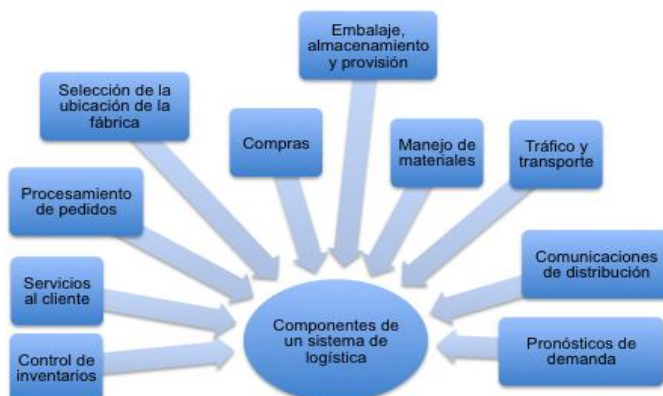 Embalaje,
almacenamiento
y provisión
Selección de la
ubicación de la
fábrica
Compras
Manejo de
materiales
Tráfico y
transporte
Procesamiento
de pedidos
Comunicaciones
de distribución
Servicios
al cliente
Componentes de
un sistema de
logística
Control de
inventarios
Pronósticos de
demanda